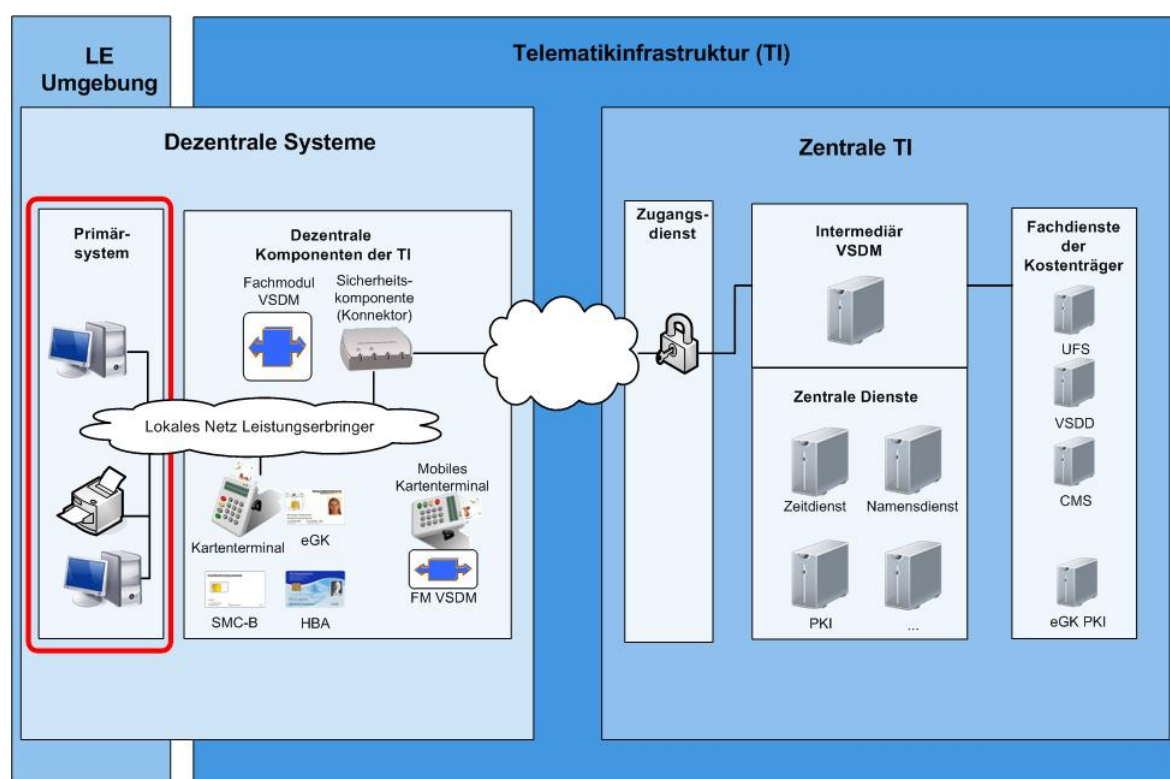 LE
Umgebung
Telematikinfrastruktur (TI)
Dezentrale Systeme
Primär-
system
Dezentrale
Komponenten der TI
Fachmodul
VSDM
Sicherheits-
komponente
(Konnektor)
Lokales Netz Leistungserbringer
Kartenterminal
eGK
Mobiles
Kartenterminal
SMC-B
HBA
FM VSDM
Zentrale TI
Zugangs-
dienst
Intermediär
VSDM
Zentrale Dienste
Zeitdienst
Namensdienst
PKI
...
Fachdienste
der
Kostenträger
UFS
VSDD
CMS
eGK PKI